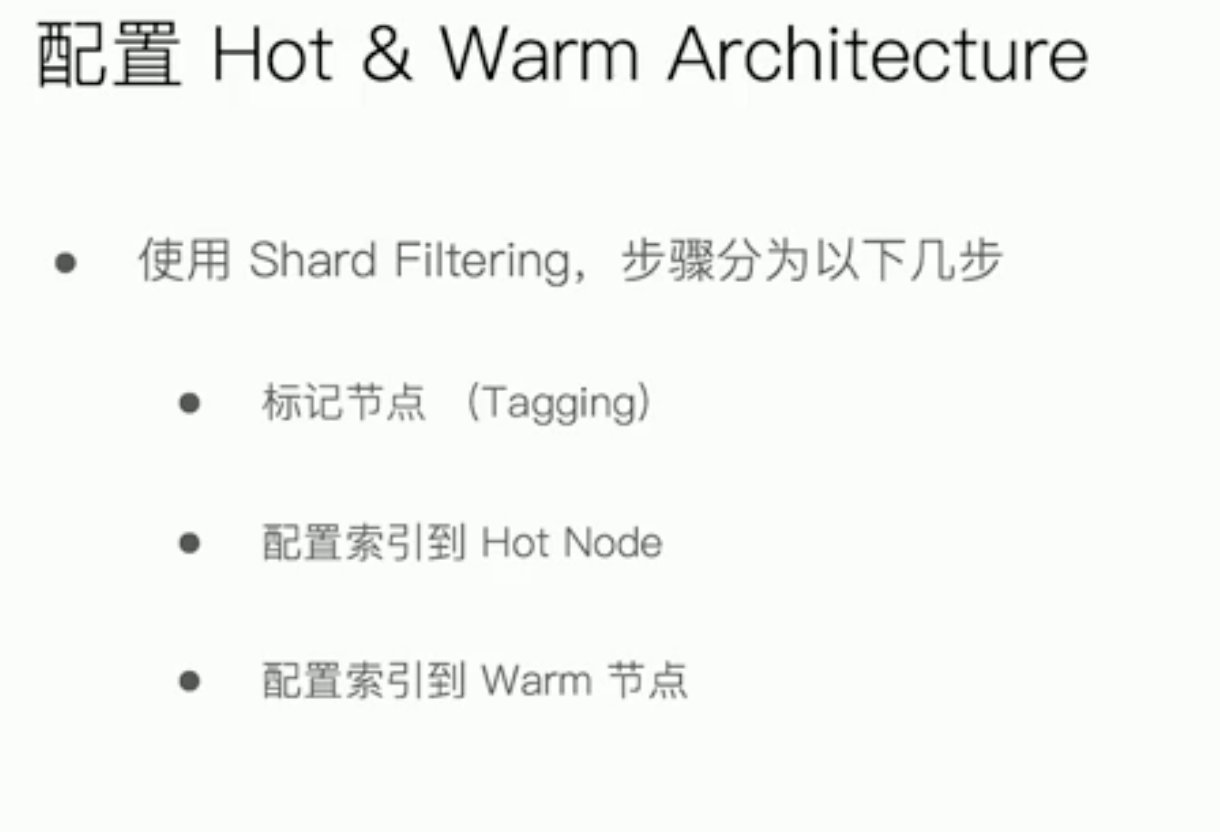 配置 Hot & Warm Architecture
使用 Shard Filtering，步骤分为以下几步
标记节点 （Tagging）
配置索引到 Hot Node
配置索引到 Warm 节点